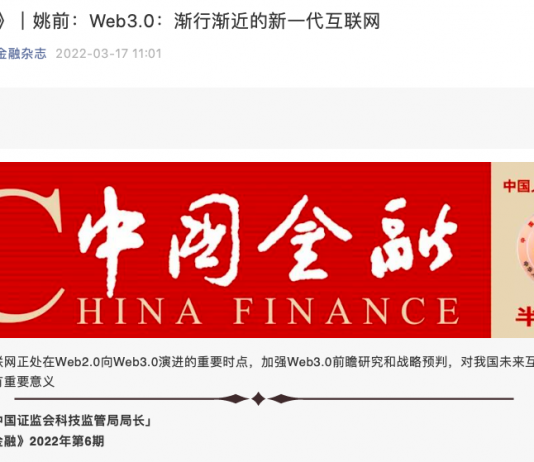 》｜姚前：Web3.0：渐行渐近的新一代互联网
金融杂志 2022-03-17 11:01
中国金融
CHINA FINANCE
中国
半
联网正处在Web2.0向Web3.0演进的重要时点，加强Web3.0前瞻研究和战略预判，对我国未来互
有重要意义
中国证监会科技监管局局长」
金融》2022年第6期